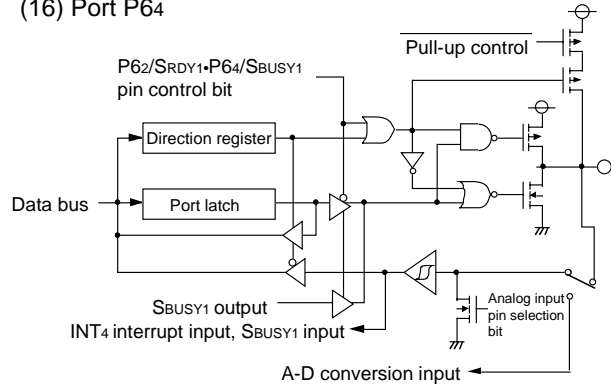 (16) Port P64
Pull-up control
P62/SRDY1•P64/SBUSY1
pin control bit
Direction register
Data bus
Port latch
SBUSY1 output
INT4 interrupt input, SBUSY1 input
Analog input
pin selection
bit
A-D conversion input